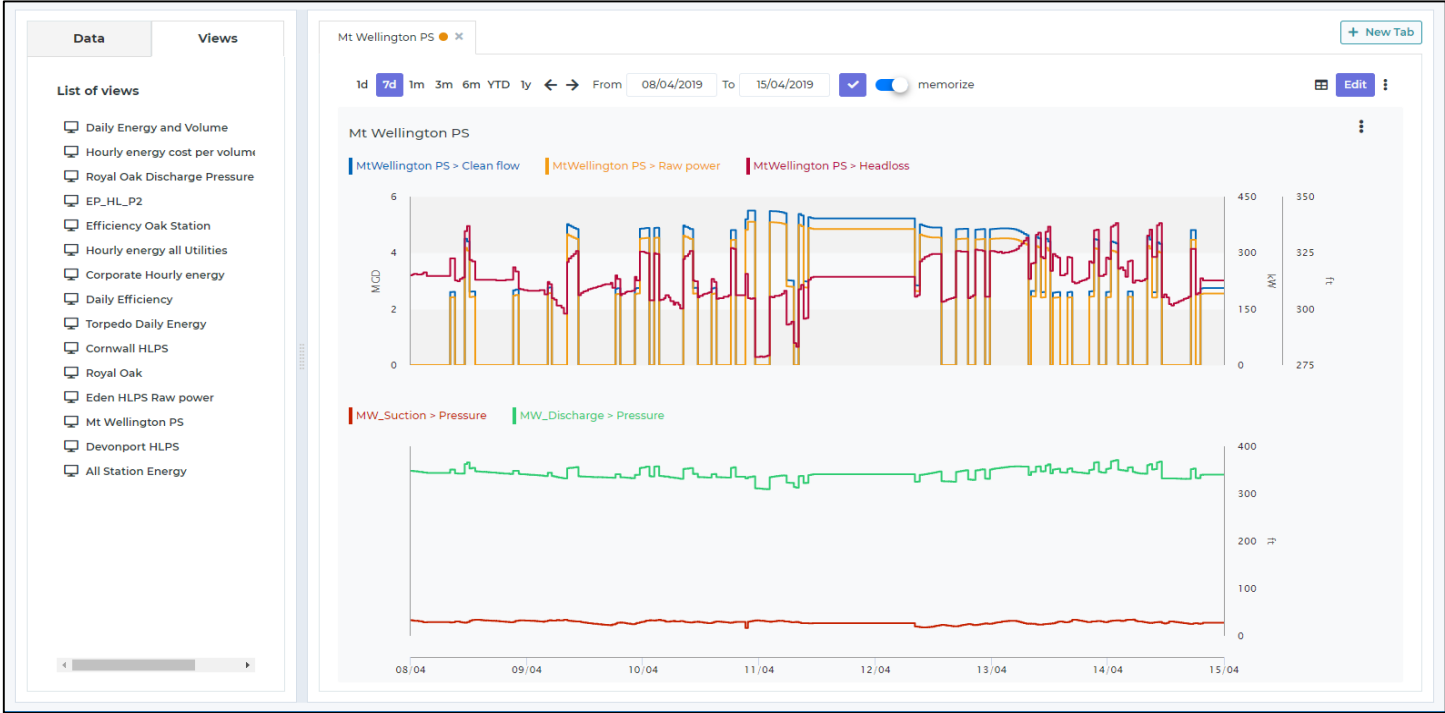 Data
Views
List of views
Daily Energy and Volume
Hourly energy cost per volume
Royal Oak Discharge Pressure
EP_HL_P2
Efficiency Oak Station
Hourly energy all Utilities
Corporate Hourly energy
Daily Efficiency
Torpedo Daily Energy
Cornwall HLPS
Royal Oak
Eden HLPS Raw power
Mt Wellington PS
Devonport HLPS
All Station Energy
Mt Wellington PS
+ New Tab
1d 7d 1m 3m 6m YTD 1y From 08/04/2019 To 15/04/2019 memorize Edit
Mt Wellington PS
MtWellington PS > Clean flow MtWellington PS > Raw power MtWellington PS > Headloss
6 450 350
4 300 325
MGD kW ft
2 150 300
0 0 275
MW_Suction > Pressure MW_Discharge > Pressure
400
300
200 ft
100
0
08/04 09/04 10/04 11/04 12/04 13/04 14/04 15/04